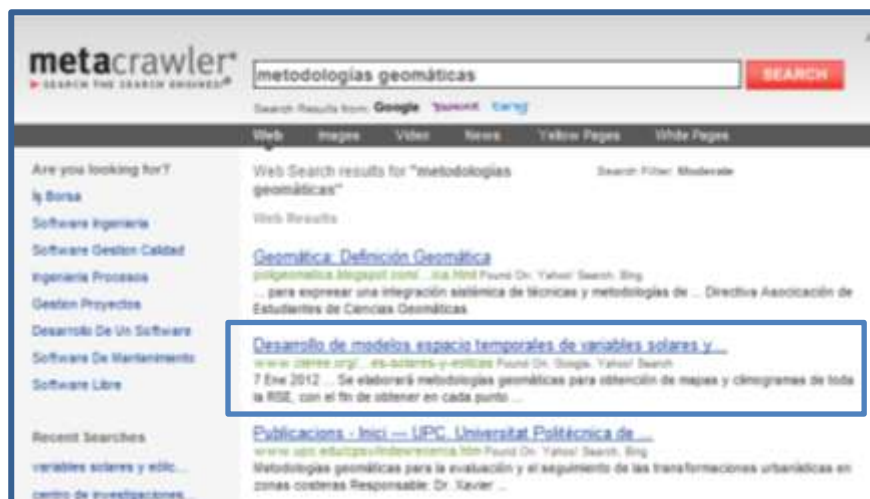 metacrawler
SEARCH THE SEARCH ENGINES!®
metodologías geomáticas
SEARCH
Search Results from: Google YAHOO! bing
Web Images Video News Yellow Pages White Pages
Are you looking for?
Iş Borsa
Software Ingenieria
Software Gestion Calidad
Ingenieria Procesos
Gestion Proyectos
Desarrollo De Un Software
Software De Mantenimiento
Software Libre
Recent Searches
variables solares y eólic...
centro de investigaciones...
Web Search results for "metodologías
geomáticas"
Search Filter: Moderate
Web Results
Geomática: Definición Geomática
Found On: Yahoo! Search, Bing
... para expresar una integración sistémica de técnicas y metodologías de ... Directiva Asocicación de
Estudiantes de Ciencias Geomáticas
Desarrollo de modelos espacio temporales de variables solares y...
Found On: Google, Yahoo! Search
7 Ene 2012 ... Se elaborará metodologías geomáticas para obtención de mapas y climogramas de toda
la RSE, con el fin de obtener en cada punto ...
Publicacions - Inici — UPC. Universitat Politècnica de ...
Found On: Yahoo! Search, Bing
Metodologías geomáticas para la evaluación y el seguimiento de las transformaciones urbanísticas en
zonas costeras Responsable: Dr. Xavier ...